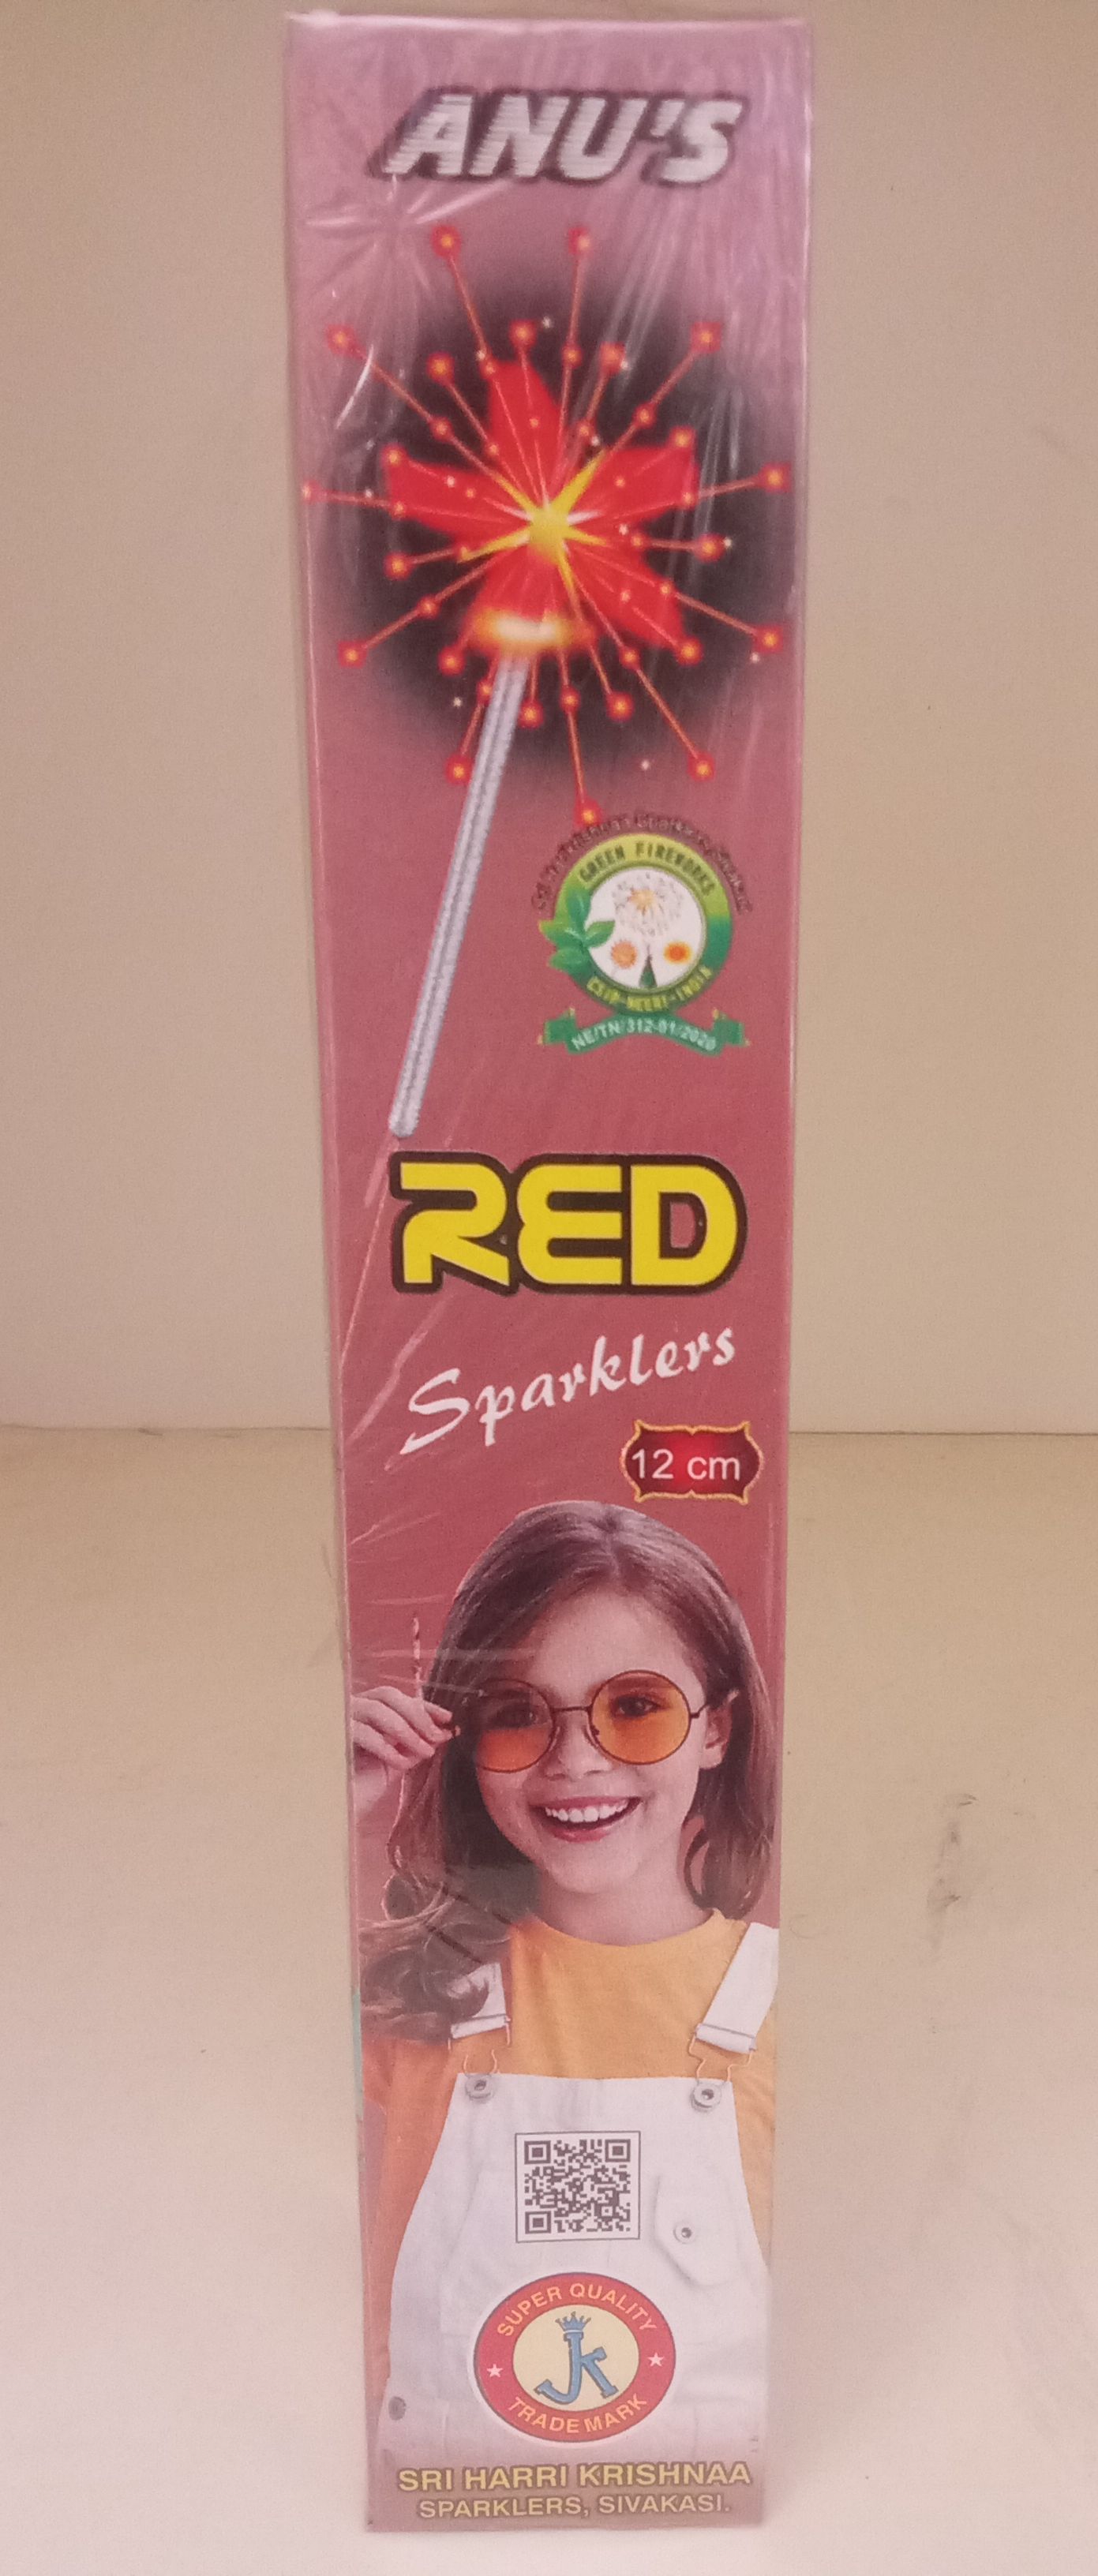 ANU'S
GREEN FIREWORKS
CSIR-NEERI-INDIA
NE/TN/312-01/2020
RED
Sparklers
12 cm
SUPER QUALITY
JK
TRADE MARK
SRI HARRI KRISHNAA
SPARKLERS, SIVAKASI.